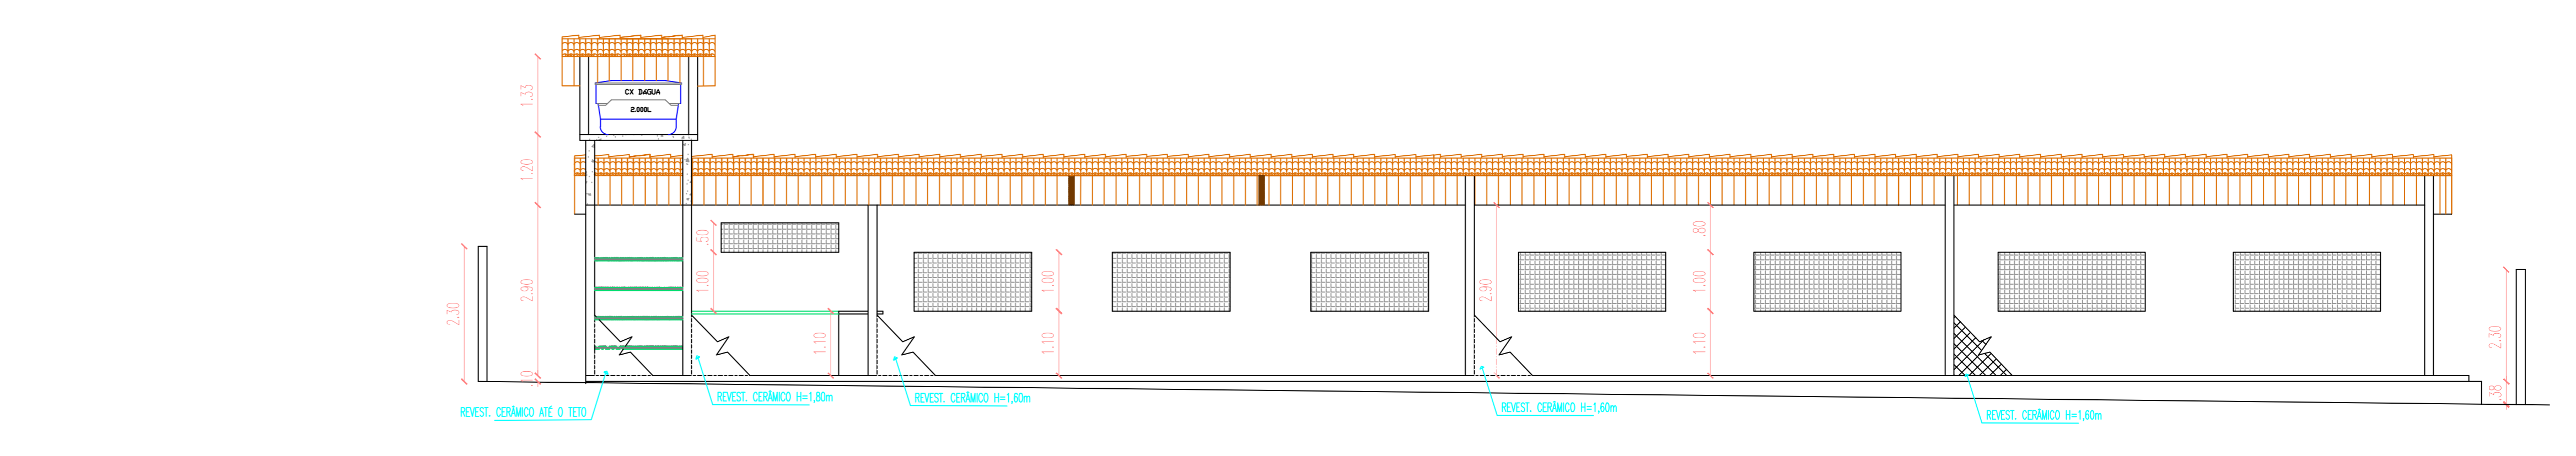 CX DAGUA
2.000L
1.33
1.20
2.90
.10
2.30
.50
1.00
1.10
1.00
1.10
2.90
.80
1.00
1.10
2.30
.38
REVEST. CERÂMICO ATÉ O TETO
REVEST. CERÂMICO H=1,80m
REVEST. CERÂMICO H=1,60m
REVEST. CERÂMICO H=1,60m
REVEST. CERÂMICO H=1,60m